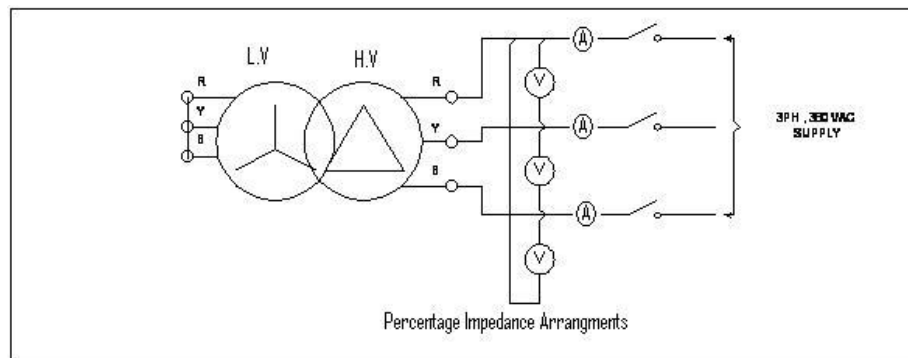 L.V
H.V
R
Y
B
R
Y
B
A
V
A
V
A
V
3PH , 380 VAC
SUPPLY
Percentage Impedance Arrangments